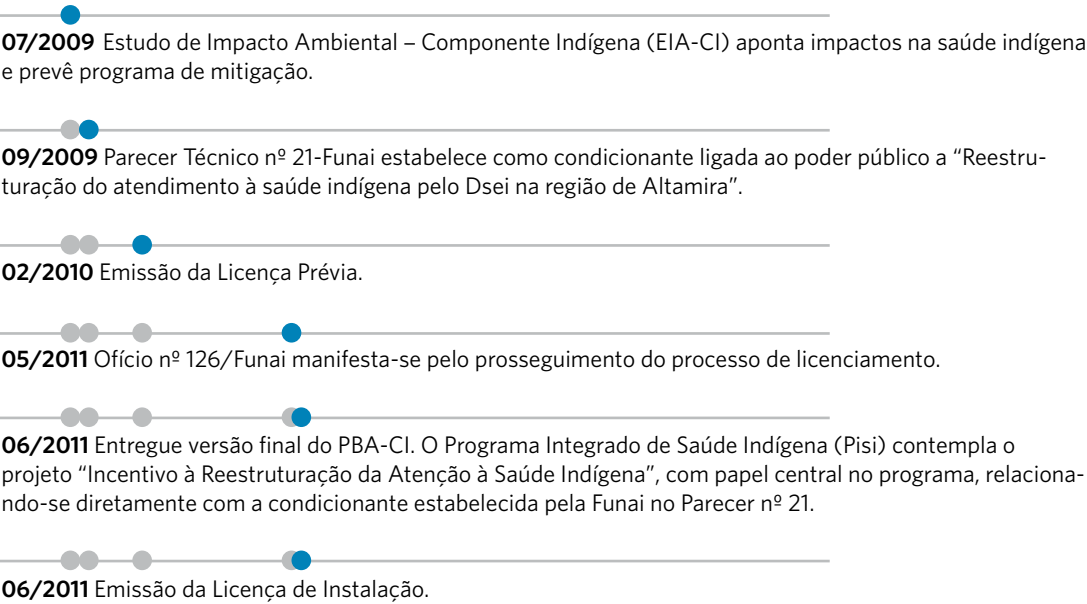 07/2009 Estudo de Impacto Ambiental – Componente Indígena (EIA-CI) aponta impactos na saúde indígena
e prevê programa de mitigação.
09/2009 Parecer Técnico nº 21-Funai estabelece como condicionante ligada ao poder público a “Reestru-
turação do atendimento à saúde indígena pelo Dsei na região de Altamira”.
02/2010 Emissão da Licença Prévia.
05/2011 Ofício nº 126/Funai manifesta-se pelo prosseguimento do processo de licenciamento.
06/2011 Entregue versão final do PBA-CI. O Programa Integrado de Saúde Indígena (Pisi) contempla o
projeto “Incentivo à Reestruturação da Atenção à Saúde Indígena”, com papel central no programa, relaciona-
ndo-se diretamente com a condicionante estabelecida pela Funai no Parecer nº 21.
06/2011 Emissão da Licença de Instalação.